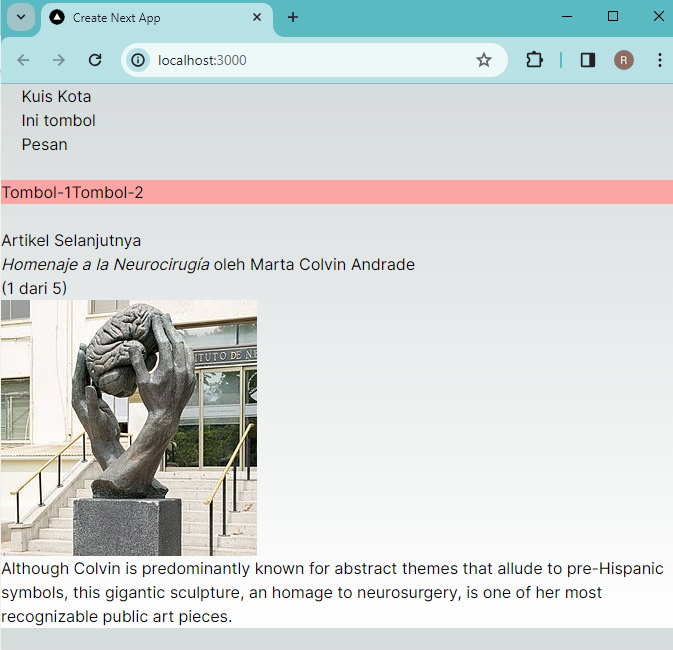 Create Next App
localhost:3000
R
Kuis Kota
Ini tombol
Pesan
Tombol-1Tombol-2
Artikel Selanjutnya
Homenaje a la Neurocirugía oleh Marta Colvin Andrade
(1 dari 5)
TUTO DE NE
Although Colvin is predominantly known for abstract themes that allude to pre-Hispanic
symbols, this gigantic sculpture, an homage to neurosurgery, is one of her most
recognizable public art pieces.